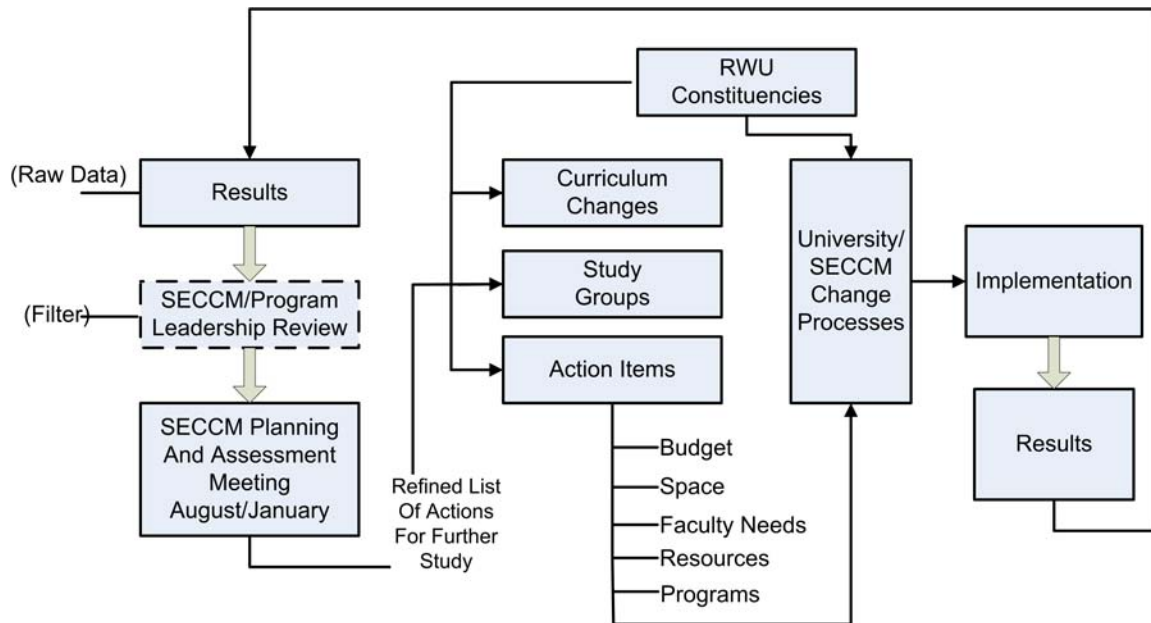 RWU
Constituencies
(Raw Data)
Results
Curriculum
Changes
University/
SECCM
Change
Processes
Implementation
(Filter)
SECCM/Program
Leadership Review
Study
Groups
Action Items
SECCM Planning
And Assessment
Meeting
August/January
Refined List
Of Actions
For Further
Study
Budget
Space
Faculty Needs
Resources
Programs
Results